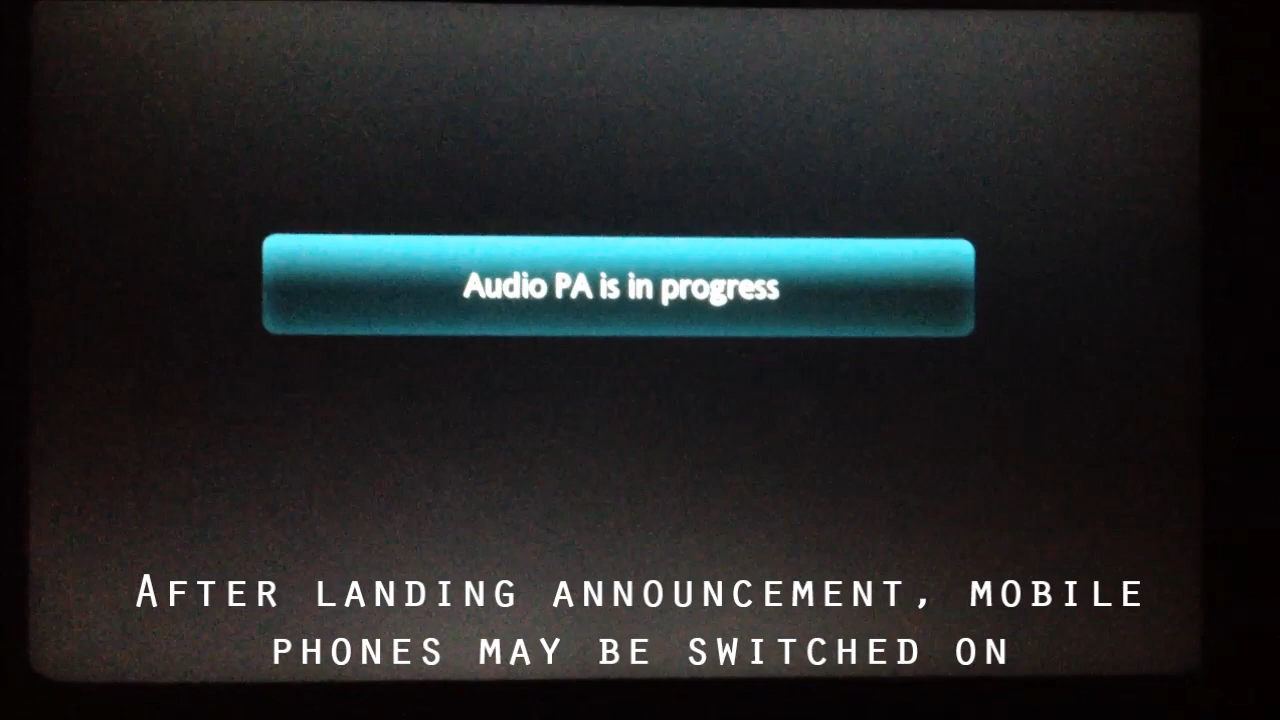 Audio PA is in progress
After landing announcement, mobile
phones may be switched on